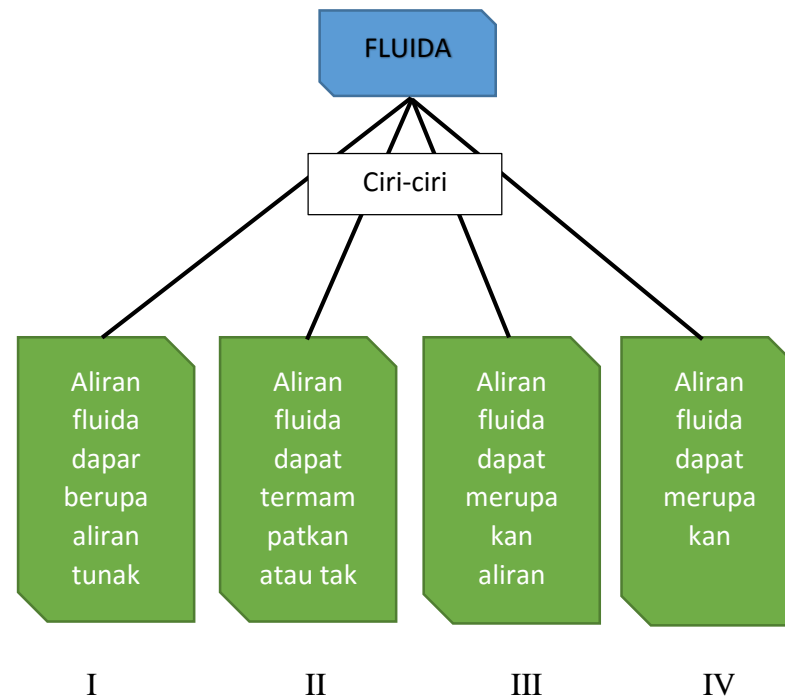 FLUIDA
Ciri-ciri
Aliran
fluida
dapar
berupa
aliran
tunak
Aliran
fluida
dapat
termam
patkan
atau tak
Aliran
fluida
dapat
merupa
kan
aliran
Aliran
fluida
dapat
merupa
kan
I II III IV